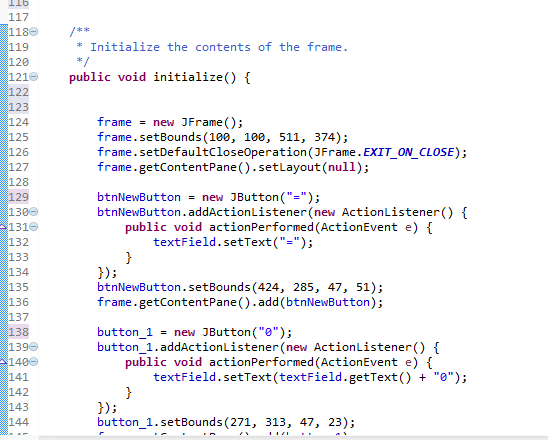 116
117
118 /**
119 * Initialize the contents of the frame.
120 */
121 public void initialize() {
122
123
124 frame = new JFrame();
125 frame.setBounds(100, 100, 511, 374);
126 frame.setDefaultCloseOperation(JFrame.EXIT_ON_CLOSE);
127 frame.getContentPane().setLayout(null);
128
129 btnNewButton = new JButton("=");
130 btnNewButton.addActionListener(new ActionListener() {
131 public void actionPerformed(ActionEvent e) {
132 textField.setText("=");
133 }
134 });
135 btnNewButton.setBounds(424, 285, 47, 51);
136 frame.getContentPane().add(btnNewButton);
137
138 button_1 = new JButton("0");
139 button_1.addActionListener(new ActionListener() {
140 public void actionPerformed(ActionEvent e) {
141 textField.setText(textField.getText() + "0");
142 }
143 });
144 button_1.setBounds(271, 313, 47, 23);